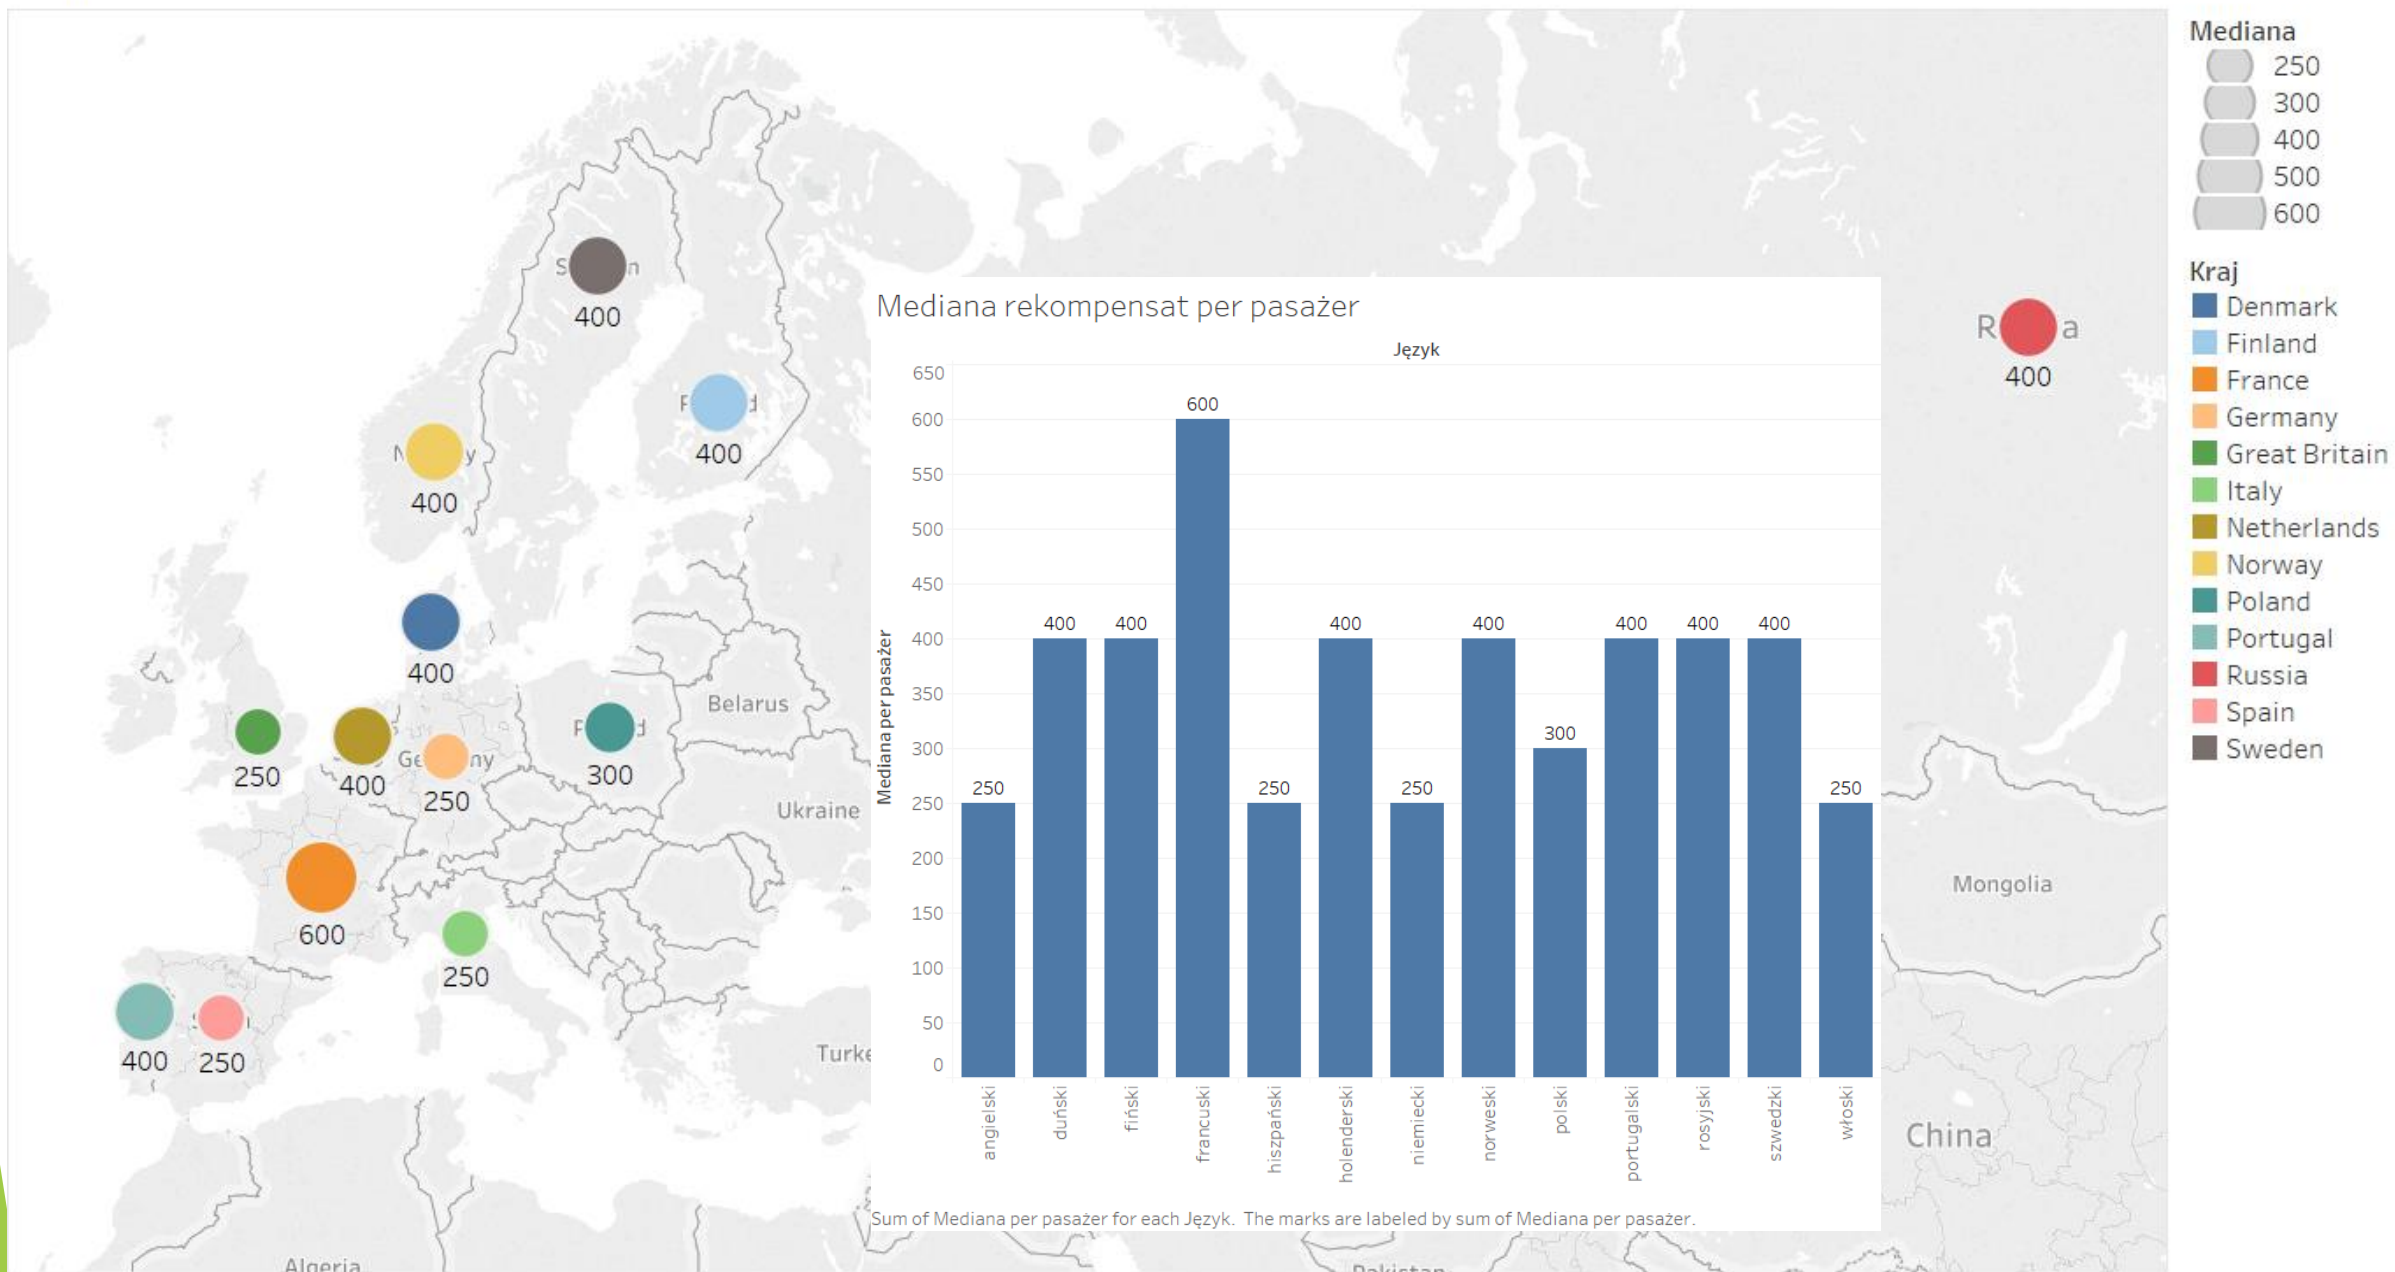 Mediana
250
300
400
500
600
Kraj
Denmark
Finland
France
Germany
Great Britain
Italy
Netherlands
Norway
Poland
Portugal
Russia
Spain
Sweden
400
400
400
400
250
400
250
300
600
250
400
250
400
Belarus
Ukraine
Turke
Algeria
Mongolia
China
Pakistan
Mediana rekompensat per pasażer
Język
Mediana per pasażer
650
600
550
500
450
400
350
300
250
200
150
100
50
0
250
400
400
600
250
400
250
400
300
400
400
400
250
angielski
duński
fiński
francuski
hiszpański
holenderski
niemiecki
norweski
polski
portugalski
rosyjski
szwedzki
włoski
Sum of Mediana per pasażer for each Język. The marks are labeled by sum of Mediana per pasażer.